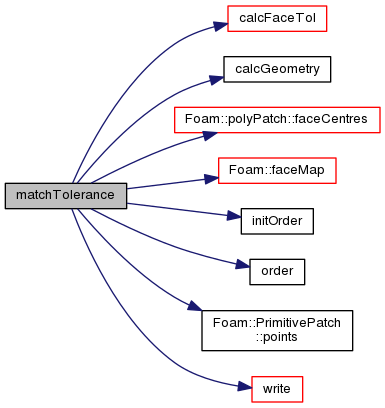 calcFaceTol
calcGeometry
Foam::polyPatch::faceCentres
Foam::faceMap
matchTolerance
initOrder
order
Foam::PrimitivePatch
::points
write